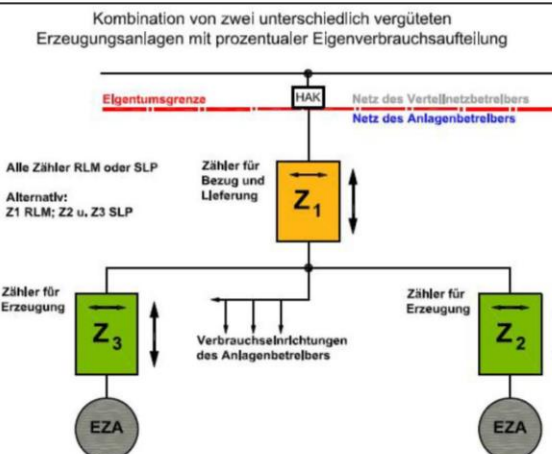 Kombination von zwei unterschiedlich vergüteten
Erzeugungsanlagen mit prozentualer Eigenverbrauchsaufteilung
Eigentumsgrenze
HAK
Netz des Verteilnetzbetreibers
Netz des Anlagenbetreibers
Alle Zähler RLM oder SLP
Alternativ:
Z1 RLM; Z2 u. Z3 SLP
Zähler für
Bezug und
Lieferung
Z1
Zähler für
Erzeugung
Z3
Verbrauchseinrichtungen
des Anlagenbetreibers
Zähler für
Erzeugung
Z2
EZA
EZA